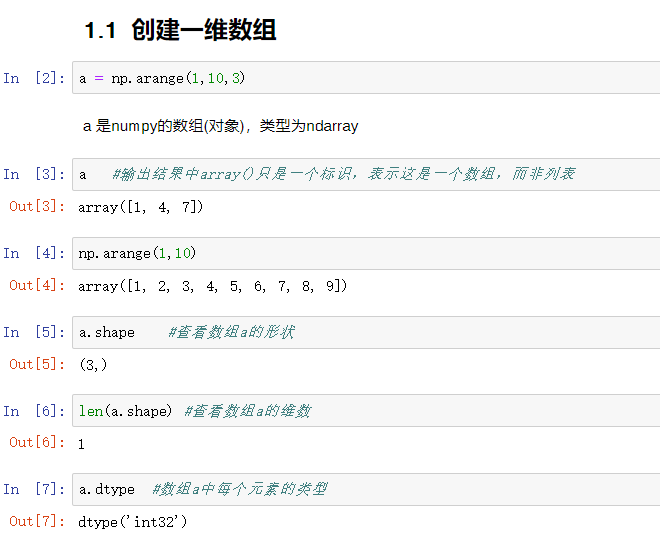 1.1 创建一维数组
In [2]: a = np.arange(1,10,3)
a 是numpy的数组(对象)，类型为ndarray
In [3]: a #输出结果中array()只是一个标识，表示这是一个数组，而非列表
Out[3]: array([1, 4, 7])
In [4]: np.arange(1,10)
Out[4]: array([1, 2, 3, 4, 5, 6, 7, 8, 9])
In [5]: a.shape #查看数组a的形状
Out[5]: (3,)
In [6]: len(a.shape) #查看数组a的维数
Out[6]: 1
In [7]: a.dtype #数组a中每个元素的类型
Out[7]: dtype('int32')